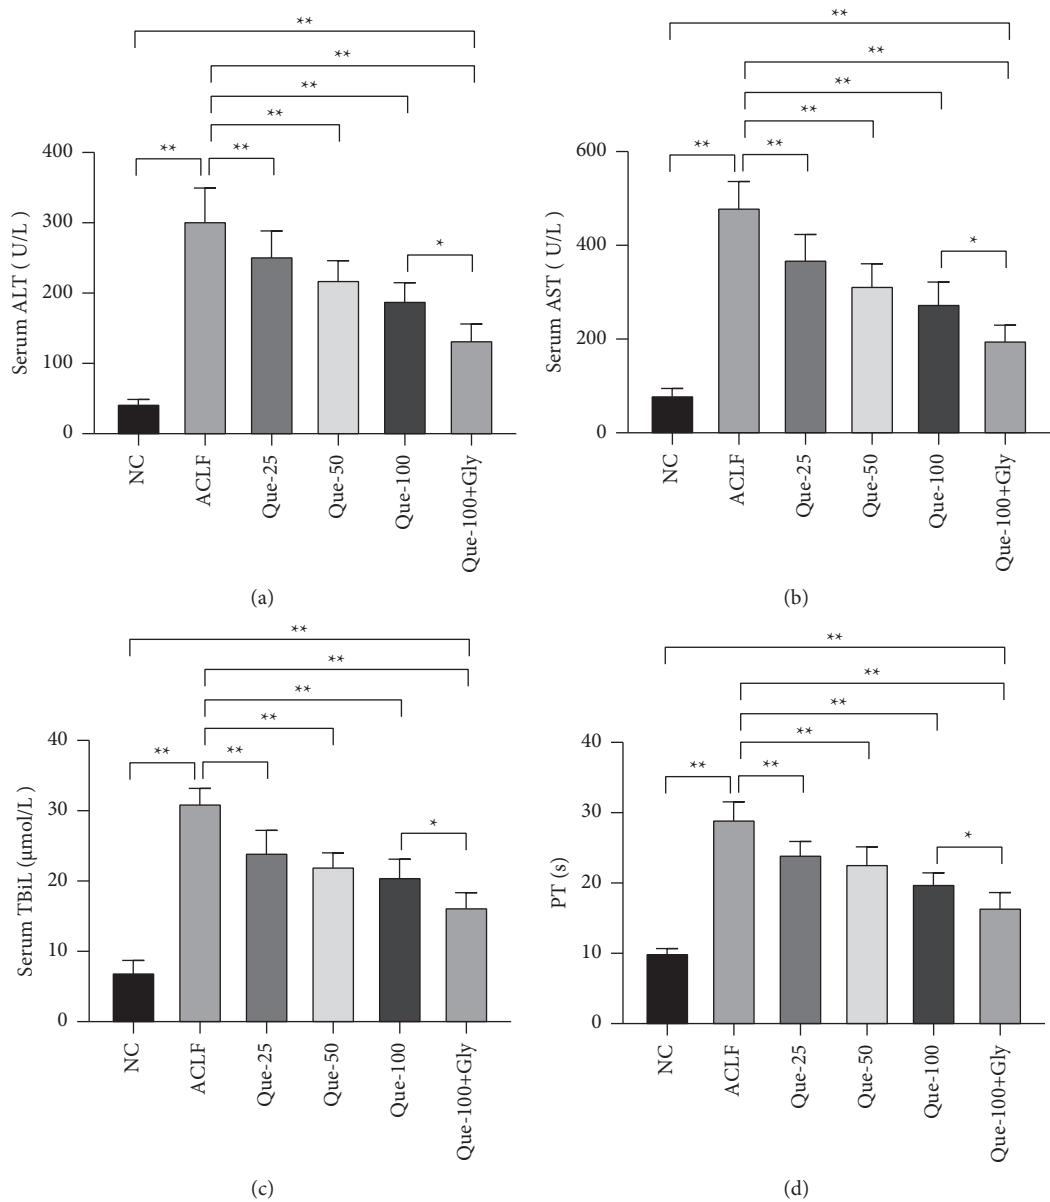 **
**
**
**
**
**
*
400
300
200
100
0
Serum ALT ( U/L )
NC
ACLF
Que-25
Que-50
Que-100
Que-100+Gly
(a)
**
**
**
**
**
**
*
600
400
200
0
Serum AST ( U/L )
NC
ACLF
Que-25
Que-50
Que-100
Que-100+Gly
(b)
**
**
**
**
**
**
*
40
30
20
10
0
Serum TBiL (μmol/L )
NC
ACLF
Que-25
Que-50
Que-100
Que-100+Gly
(c)
**
**
**
**
**
**
*
40
30
20
10
0
PT (s)
NC
ACLF
Que-25
Que-50
Que-100
Que-100+Gly
(d)